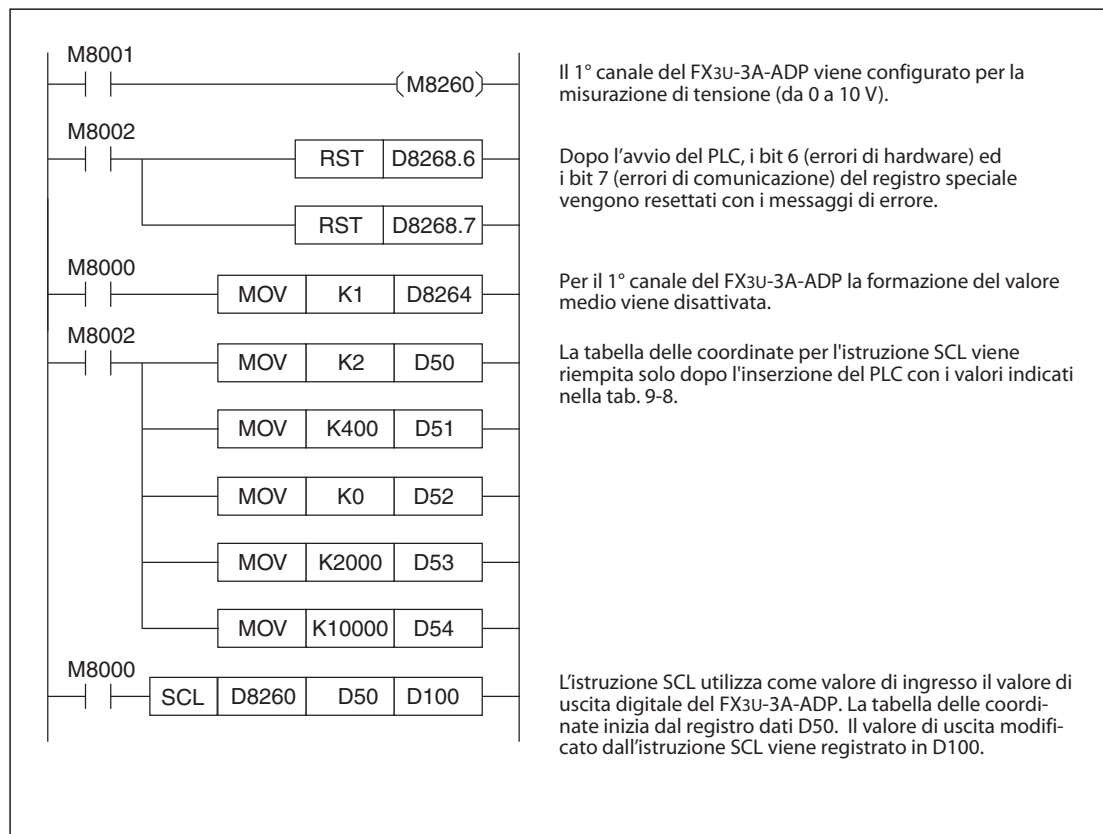 M8001
M8260
Il 1° canale del FX3U-3A-ADP viene configurato per la
misurazione di tensione (da 0 a 10 V).
M8002
RST D8268.6
Dopo l'avvio del PLC, i bit 6 (errori di hardware) ed
i bit 7 (errori di comunicazione) del registro speciale
vengono resettati con i messaggi di errore.
RST D8268.7
M8000
MOV K1 D8264
Per il 1° canale del FX3U-3A-ADP la formazione del valore
medio viene disattivata.
M8002
MOV K2 D50
La tabella delle coordinate per l'istruzione SCL viene
riempita solo dopo l'inserzione del PLC con i valori indicati
nella tab. 9-8.
MOV K400 D51
MOV K0 D52
MOV K2000 D53
MOV K10000 D54
M8000
SCL D8260 D50 D100
L'istruzione SCL utilizza come valore di ingresso il valore di
uscita digitale del FX3U-3A-ADP. La tabella delle coordi-
nate inizia dal registro dati D50. Il valore di uscita modifi-
cato dall'istruzione SCL viene registrato in D100.